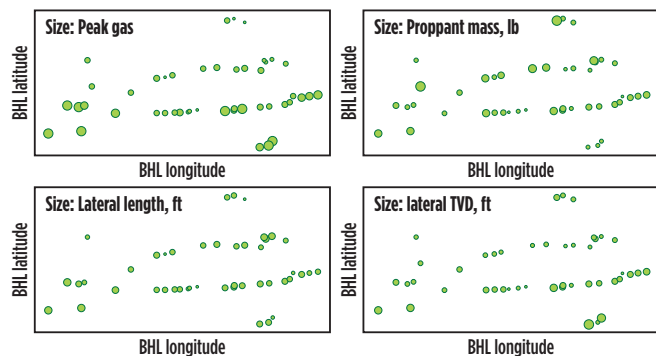 Size: Peak gas
BHL latitude
BHL longitude
Size: Proppant mass, lb
BHL latitude
BHL longitude
Size: Lateral length, ft
BHL latitude
BHL longitude
Size: lateral TVD, ft
BHL latitude
BHL longitude